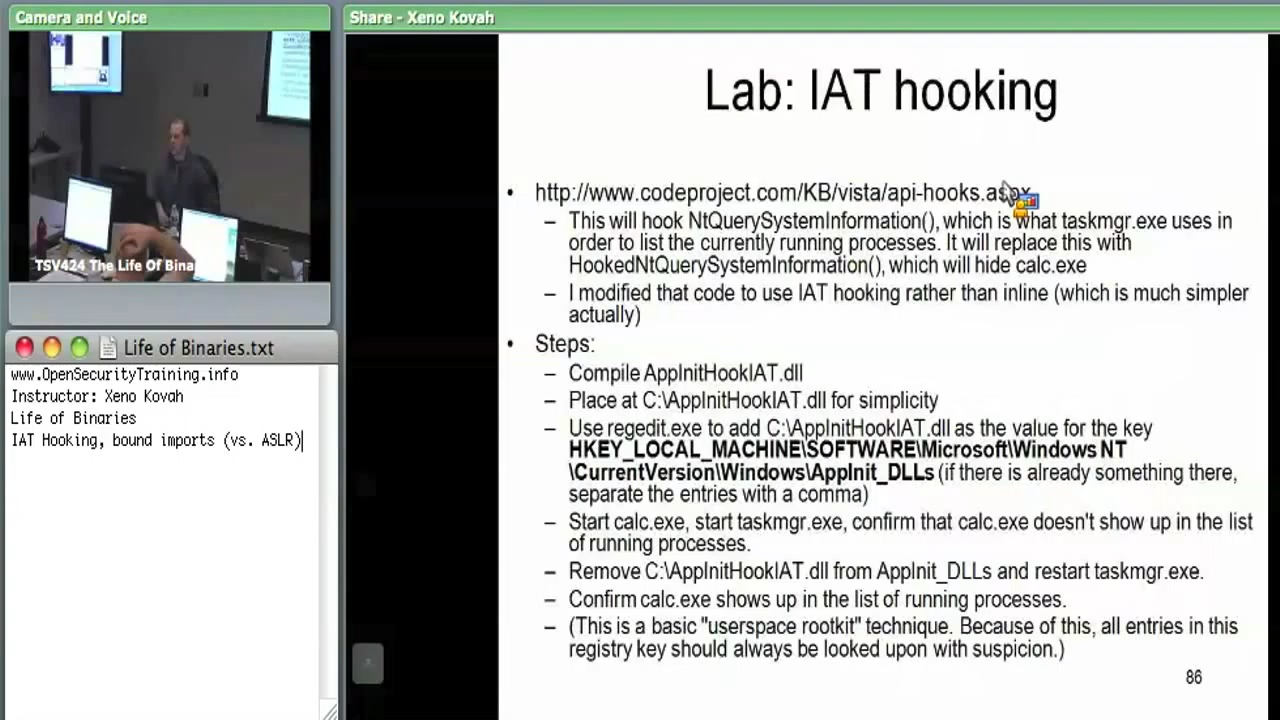 Camera and Voice
TSV424 The Life Of Bina
Life of Binaries.txt
www.OpenSecurityTraining.info
Instructor: Xeno Kovah
Life of Binaries
IAT Hooking, bound imports (vs. ASLR)
Share - Xeno Kovah
Lab: IAT hooking
• http://www.codeproject.com/KB/vista/api-hooks.aspx
– This will hook NtQuerySystemInformation(), which is what taskmgr.exe uses in
order to list the currently running processes. It will replace this with
HookedNtQuerySystemInformation(), which will hide calc.exe
– I modified that code to use IAT hooking rather than inline (which is much simpler
actually)
• Steps:
– Compile AppInitHookIAT.dll
– Place at C:\AppInitHookIAT.dll for simplicity
– Use regedit.exe to add C:\AppInitHookIAT.dll as the value for the key
HKEY_LOCAL_MACHINE\SOFTWARE\Microsoft\Windows NT
\CurrentVersion\Windows\AppInit_DLLs (if there is already something there,
separate the entries with a comma)
– Start calc.exe, start taskmgr.exe, confirm that calc.exe doesn't show up in the list
of running processes.
– Remove C:\AppInitHookIAT.dll from AppInit_DLLs and restart taskmgr.exe.
– Confirm calc.exe shows up in the list of running processes.
– (This is a basic "userspace rootkit" technique. Because of this, all entries in this
registry key should always be looked upon with suspicion.)
86